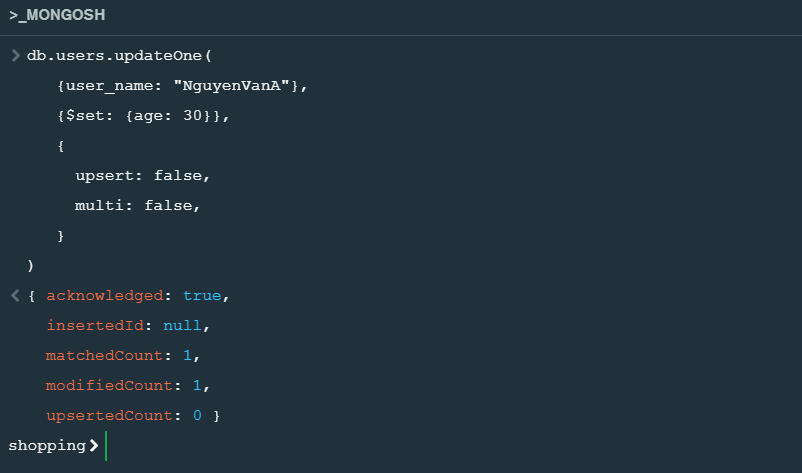 >_MONGOSH
> db.users.updateOne(
{user_name: "NguyenVanA"},
{$set: {age: 30}},
{
upsert: false,
multi: false,
}
)
< { acknowledged: true,
insertedId: null,
matchedCount: 1,
modifiedCount: 1,
upsertedCount: 0 }
shopping>